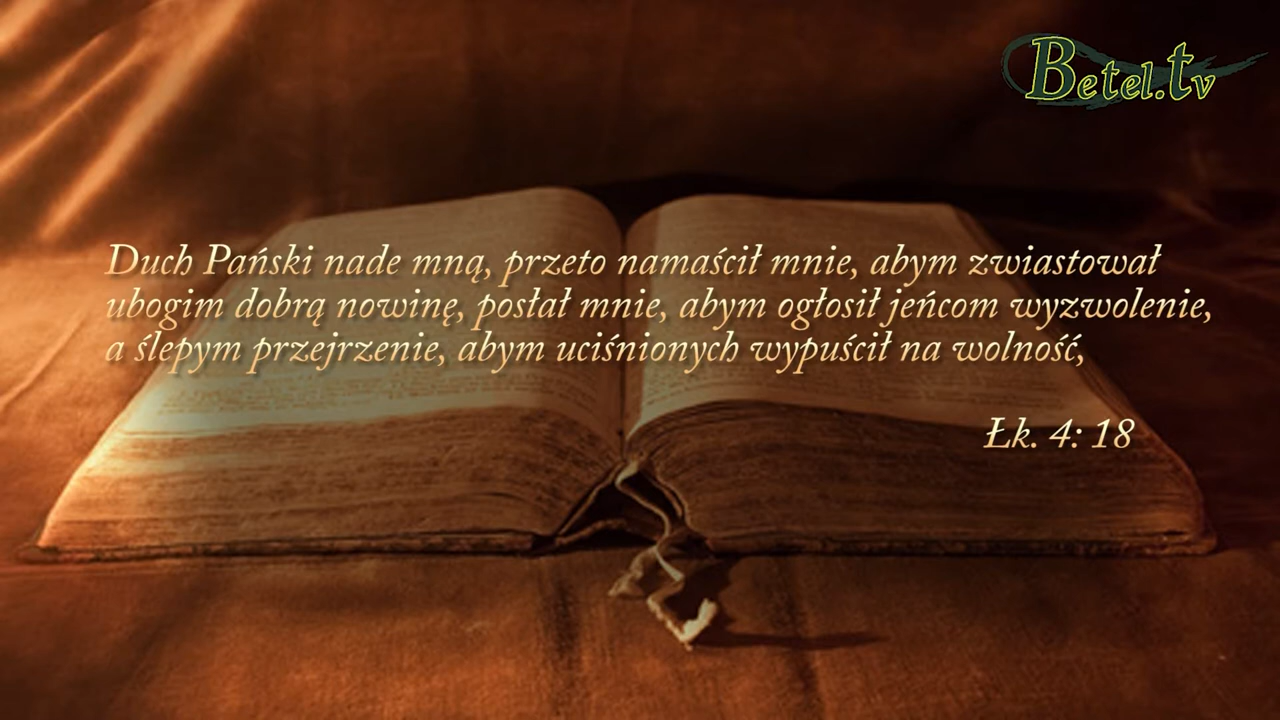 Betel.tv
Duch Pański nade mną, przeto namaścił mnie, abym zwiastował
ubogim dobrą nowinę, posłał mnie, abym ogłosił jeńcom wyzwolenie,
a ślepym przejrzenie, abym uciśnionych wypuścił na wolność,
Łk. 4: 18